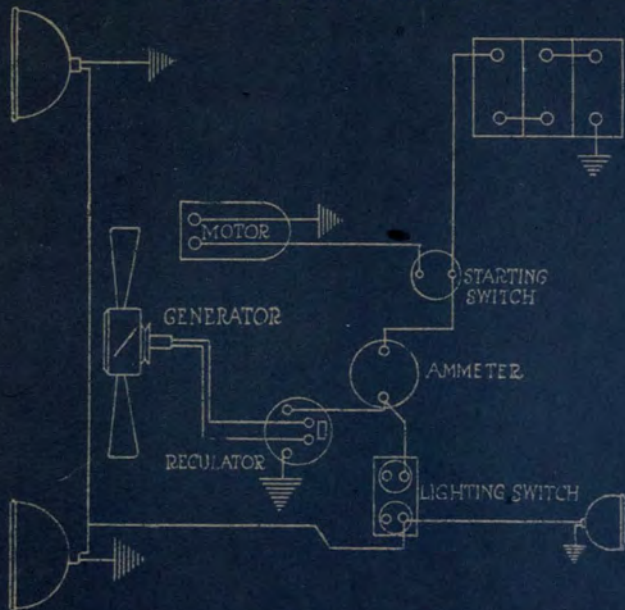 MOTOR
STARTING
SWITCH
GENERATOR
AMMETER
REGULATOR
LIGHTING SWITCH